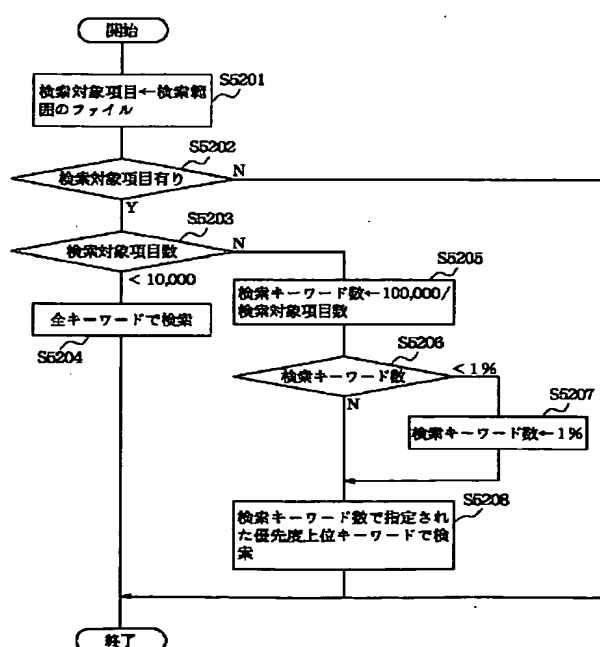 開始
S5201
検索対象項目←検索範
囲のファイル
S5202
検索対象項目有り
N
Y
S5203
検索対象項目数
N
< 10,000
S5205
検索キーワード数←100,000/
検索対象項目数
全キーワードで検索
S5204
S5206
検索キーワード数
< 1%
N
S5207
検索キーワード数←1%
S5208
検索キーワード数で指定され
た優先度上位キーワードで検
索
終了